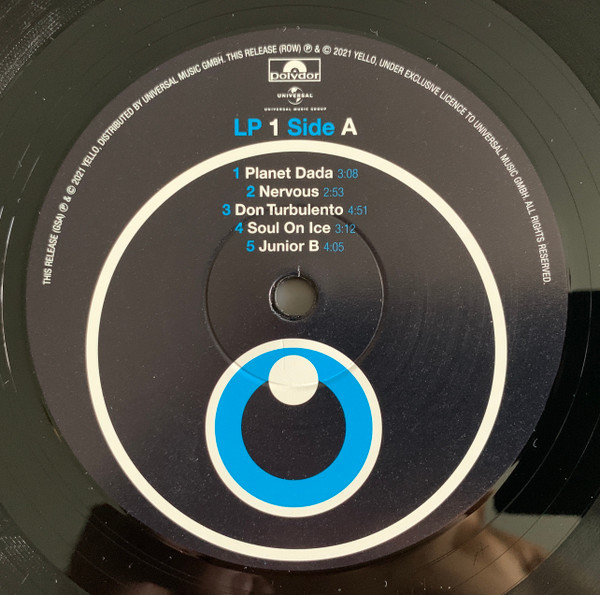 THIS RELEASE (GSA) Ⓟ & © 2021 YELLO, DISTRIBUTED BY UNIVERSAL MUSIC GMBH. THIS RELEASE (ROW) Ⓟ & © 2021 YELLO, UNDER EXCLUSIVE LICENCE TO UNIVERSAL MUSIC GMBH. ALL RIGHTS RESERVED.
Polydor
UNIVERSAL
UNIVERSAL MUSIC GROUP
LP 1 Side A
1 Planet Dada 3:08
2 Nervous 2:53
3 Don Turbulento 4:51
4 Soul On Ice 3:12
5 Junior B 4:05